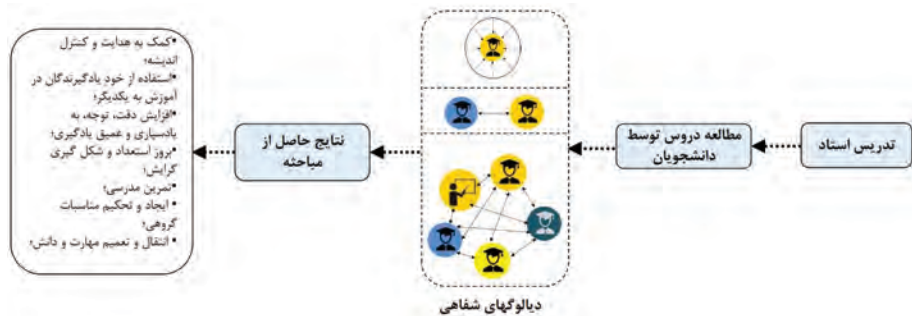 تدریس استاد
مطالعه دروس توسط
دانشجویان
دیالوگهای شفاهی
نتایج حاصل از
مباحثه
•کمک به هدایت و کنترل
اندیشه؛
•استفاده از خود یادگیرندگان در
آموزش به یکدیگر؛
•افزایش دقت، توجه، به
یادسپاری و عمیق یادگیری؛
•بروز استعداد و شکل گیری
گرایش؛
•تمرین مدرسی؛
• ایجاد و تحکیم مناسبات
گروهی؛
• انتقال و تعمیم مهارت و دانش؛